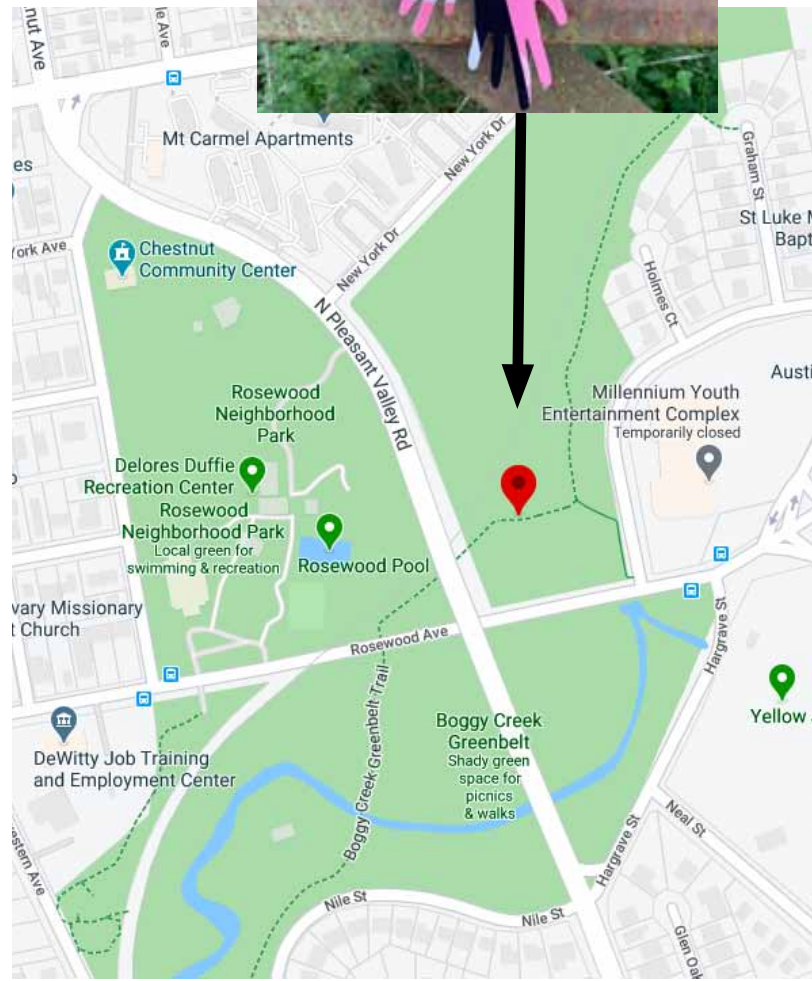 nut Ave
le Ave
Mt Carmel Apartments
New York Dr
Graham St
es
St Luke M
Bapt
York Ave
Chestnut
Community Center
New York Dr
Holmes Ct
N Pleasant Valley Rd
Austi
Rosewood
Neighborhood
Park
Millennium Youth
Entertainment Complex
Temporarily closed
Delores Duffie
Recreation Center
Rosewood
Neighborhood Park
Local green for
swimming & recreation
Rosewood Pool
vary Missionary
t Church
Rosewood Ave
Hargrave St
Boggy Creek Greenbelt Trail
Boggy Creek
Greenbelt
Shady green
space for
picnics
& walks
Yellow
DeWitty Job Training
and Employment Center
Neal St
Hargrave St
estern Ave
Nile St
Nile St
Glen Oak